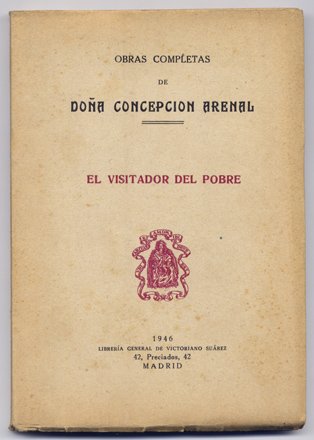 OBRAS COMPLETAS
DE
DOÑA CONCEPCION ARENAL
EL VISITADOR DEL POBRE
1946
LIBRERÍA GENERAL DE VICTORIANO SUÁREZ
42, Preciados, 42
MADRID